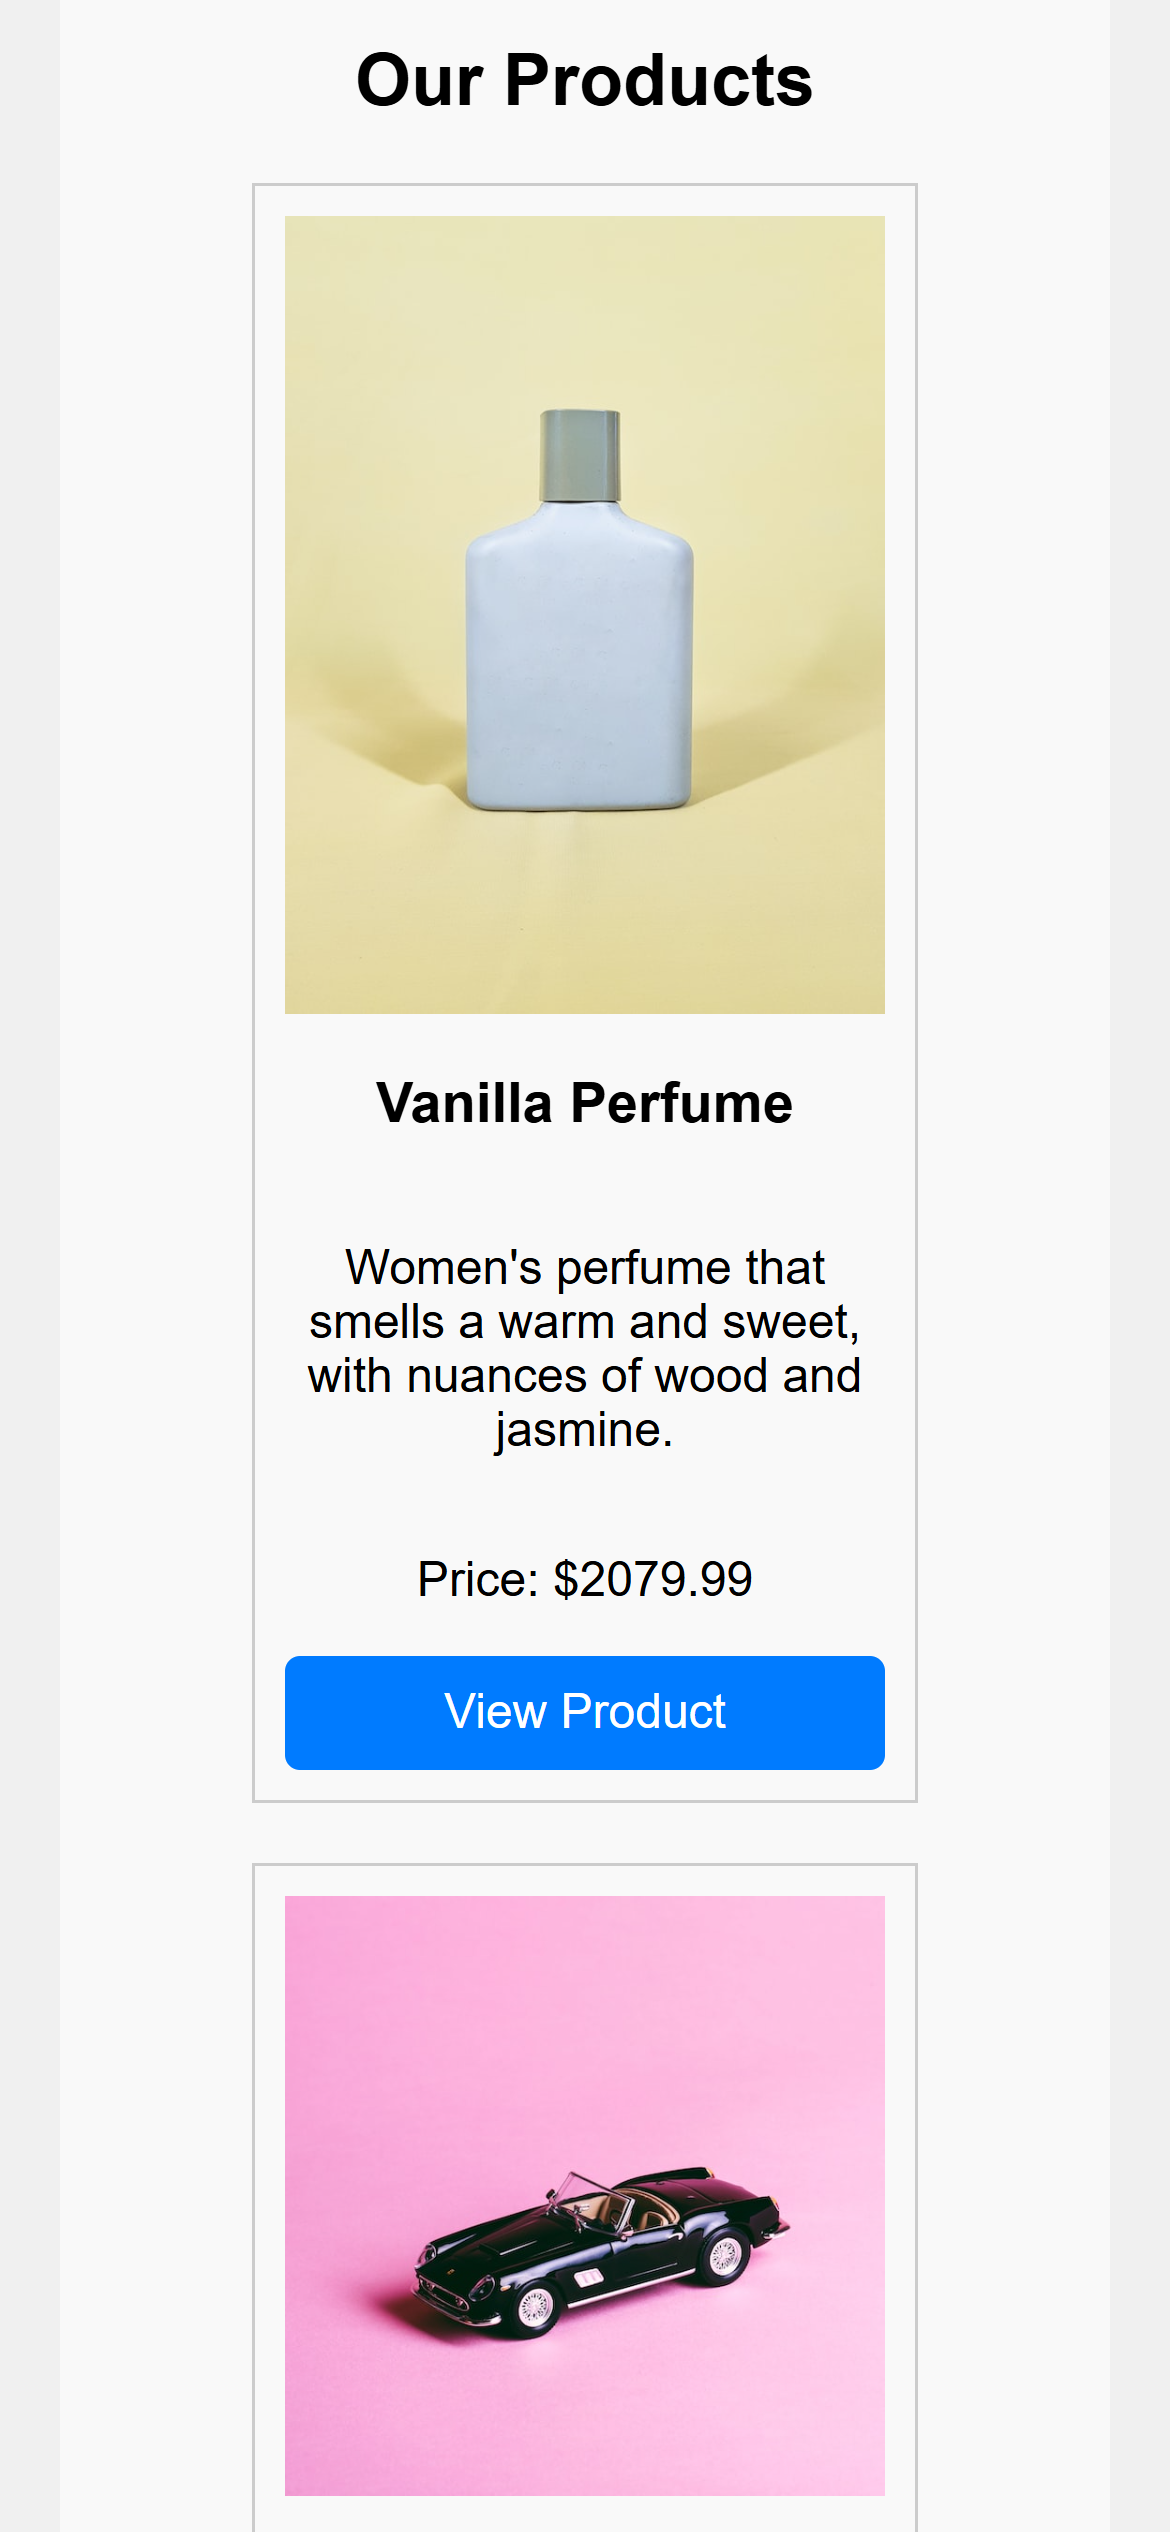 Our Products
Vanilla Perfume
Women's perfume that
smells a warm and sweet,
with nuances of wood and
jasmine.
Price: $2079.99
View Product